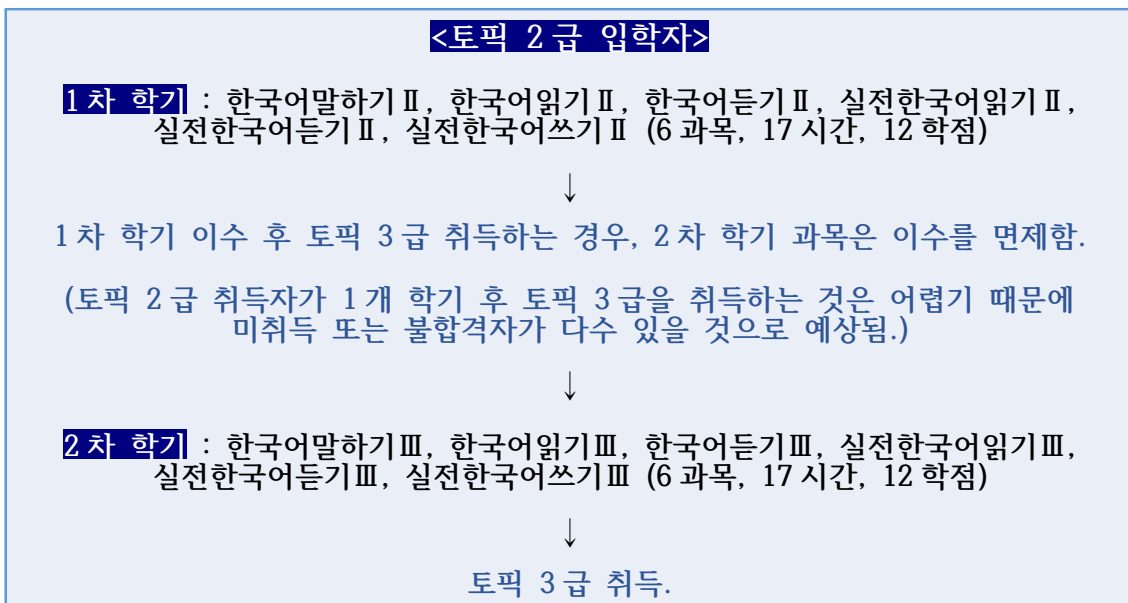 <토픽 2급 입학자>
1차 학기 : 한국어말하기Ⅱ, 한국어읽기Ⅱ, 한국어듣기Ⅱ, 실전한국어읽기Ⅱ,
실전한국어듣기Ⅱ, 실전한국어쓰기Ⅱ (6과목, 17시간, 12학점)
↓
1차 학기 이수 후 토픽 3급 취득하는 경우, 2차 학기 과목은 이수를 면제함.
(토픽 2급 취득자가 1개 학기 후 토픽 3급을 취득하는 것은 어렵기 때문에
미취득 또는 불합격자가 다수 있을 것으로 예상됨.)
↓
2차 학기 : 한국어말하기Ⅲ, 한국어읽기Ⅲ, 한국어듣기Ⅲ, 실전한국어읽기Ⅲ,
실전한국어듣기Ⅲ, 실전한국어쓰기Ⅲ (6과목, 17시간, 12학점)
↓
토픽 3급 취득.